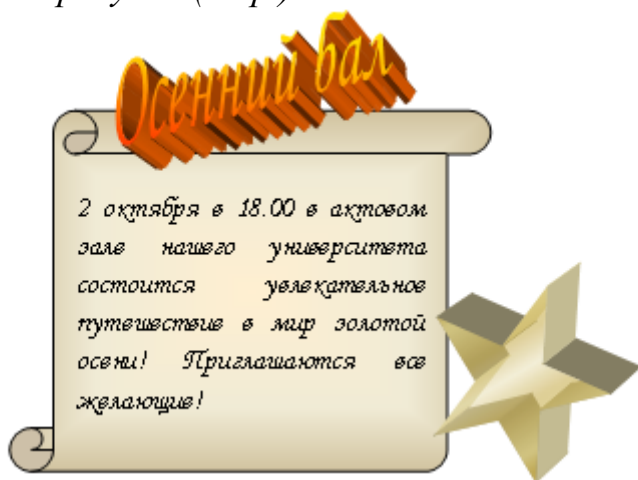 Осенний бал
2 октября в 18.00 в актовом
зале нашего университета
состоится увлекательное
путешествие в мир золотой
осени! Приглашаются все
желающие!